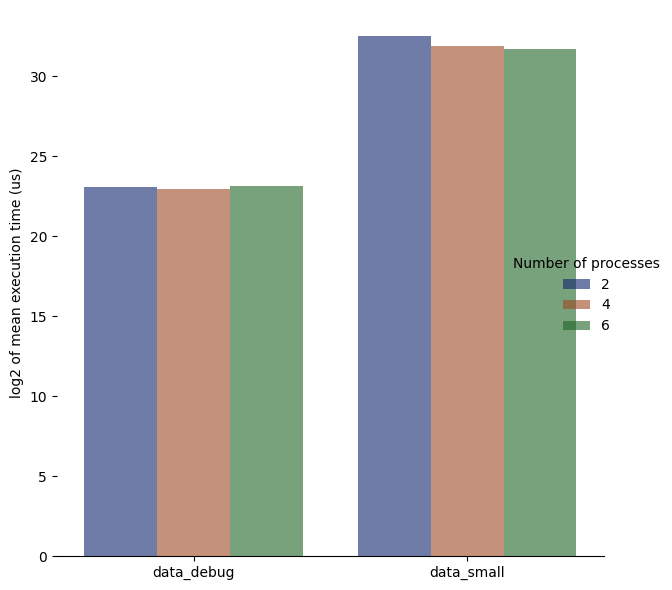 log2 of mean execution time (us)
30
25
20
15
10
5
0
data_debug
data_small
Number of processes
2
4
6